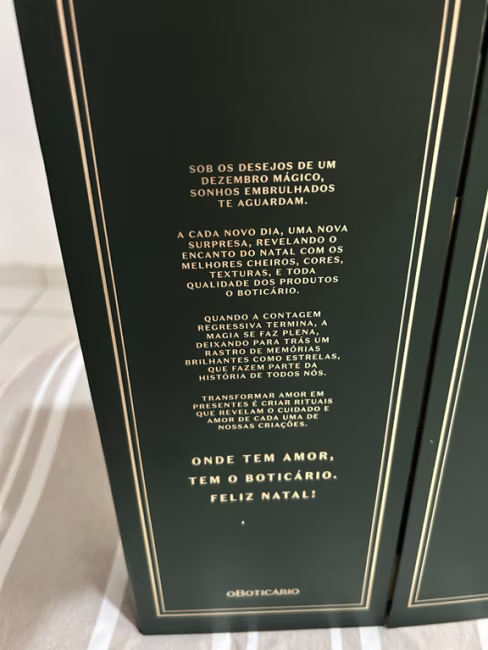 SOB OS DESEJOS DE UM
DEZEMBRO MÁGICO,
SONHOS EMBRULHADOS
TE AGUARDAM.
A CADA NOVO DIA, UMA NOVA
SURPRESA, REVELANDO O
ENCANTO DO NATAL COM OS
MELHORES CHEIROS, CORES,
TEXTURAS, E TODA
QUALIDADE DOS PRODUTOS
O BOTICÁRIO.
QUANDO A CONTAGEM
REGRESSIVA TERMINA, A
MAGIA SE FAZ PLENA,
DEIXANDO PARA TRÁS UM
RASTRO DE MEMÓRIAS
BRILHANTES COMO ESTRELAS,
QUE FAZEM PARTE DA
HISTÓRIA DE TODOS NÓS.
TRANSFORMAR AMOR EM
PRESENTES É CRIAR RITUAIS
QUE REVELAM O CUIDADO E
AMOR DE CADA UMA DE
NOSSAS CRIAÇÕES.
ONDE TEM AMOR,
TEM O BOTICÁRIO.
FELIZ NATAL!
OBOTICÁRIO